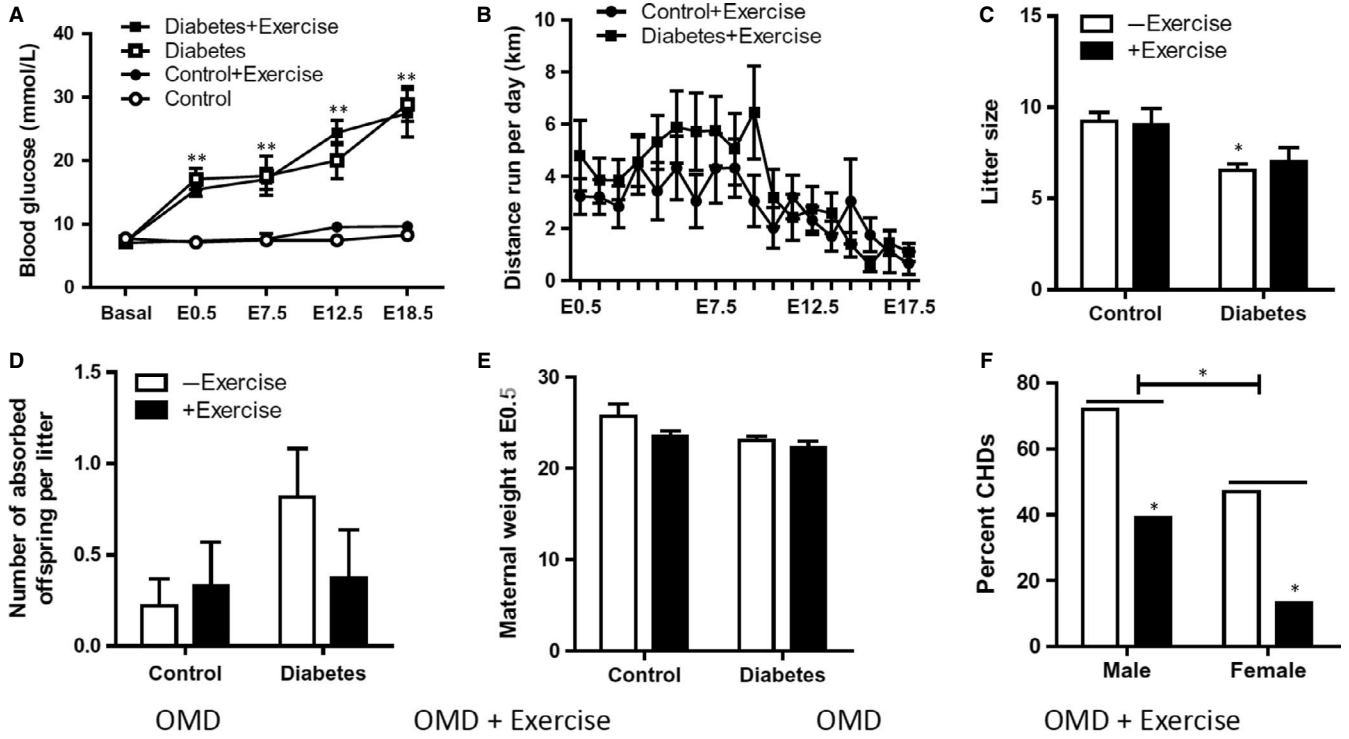 A
Blood glucose (mmol/L)
40
30
20
10
0
Diabetes+Exercise
Diabetes
Control+Exercise
Control
**
**
**
**
Basal
E0.5
E7.5
E12.5
E18.5
B
Distance run per day (km)
10
8
6
4
2
0
Control+Exercise
Diabetes+Exercise
E0.5
E7.5
E12.5
E17.5
C
Litter size
15
10
5
0
—Exercise
+Exercise
*
Control
Diabetes
D
Number of absorbed
offspring per litter
1.5
1.0
0.5
0.0
—Exercise
+Exercise
Control
Diabetes
E
Maternal weight at E0.5
30
20
10
0
Control
Diabetes
F
Percent CHDs
80
60
40
20
0
*
*
*
Male
Female
OMD
OMD + Exercise
OMD
OMD + Exercise